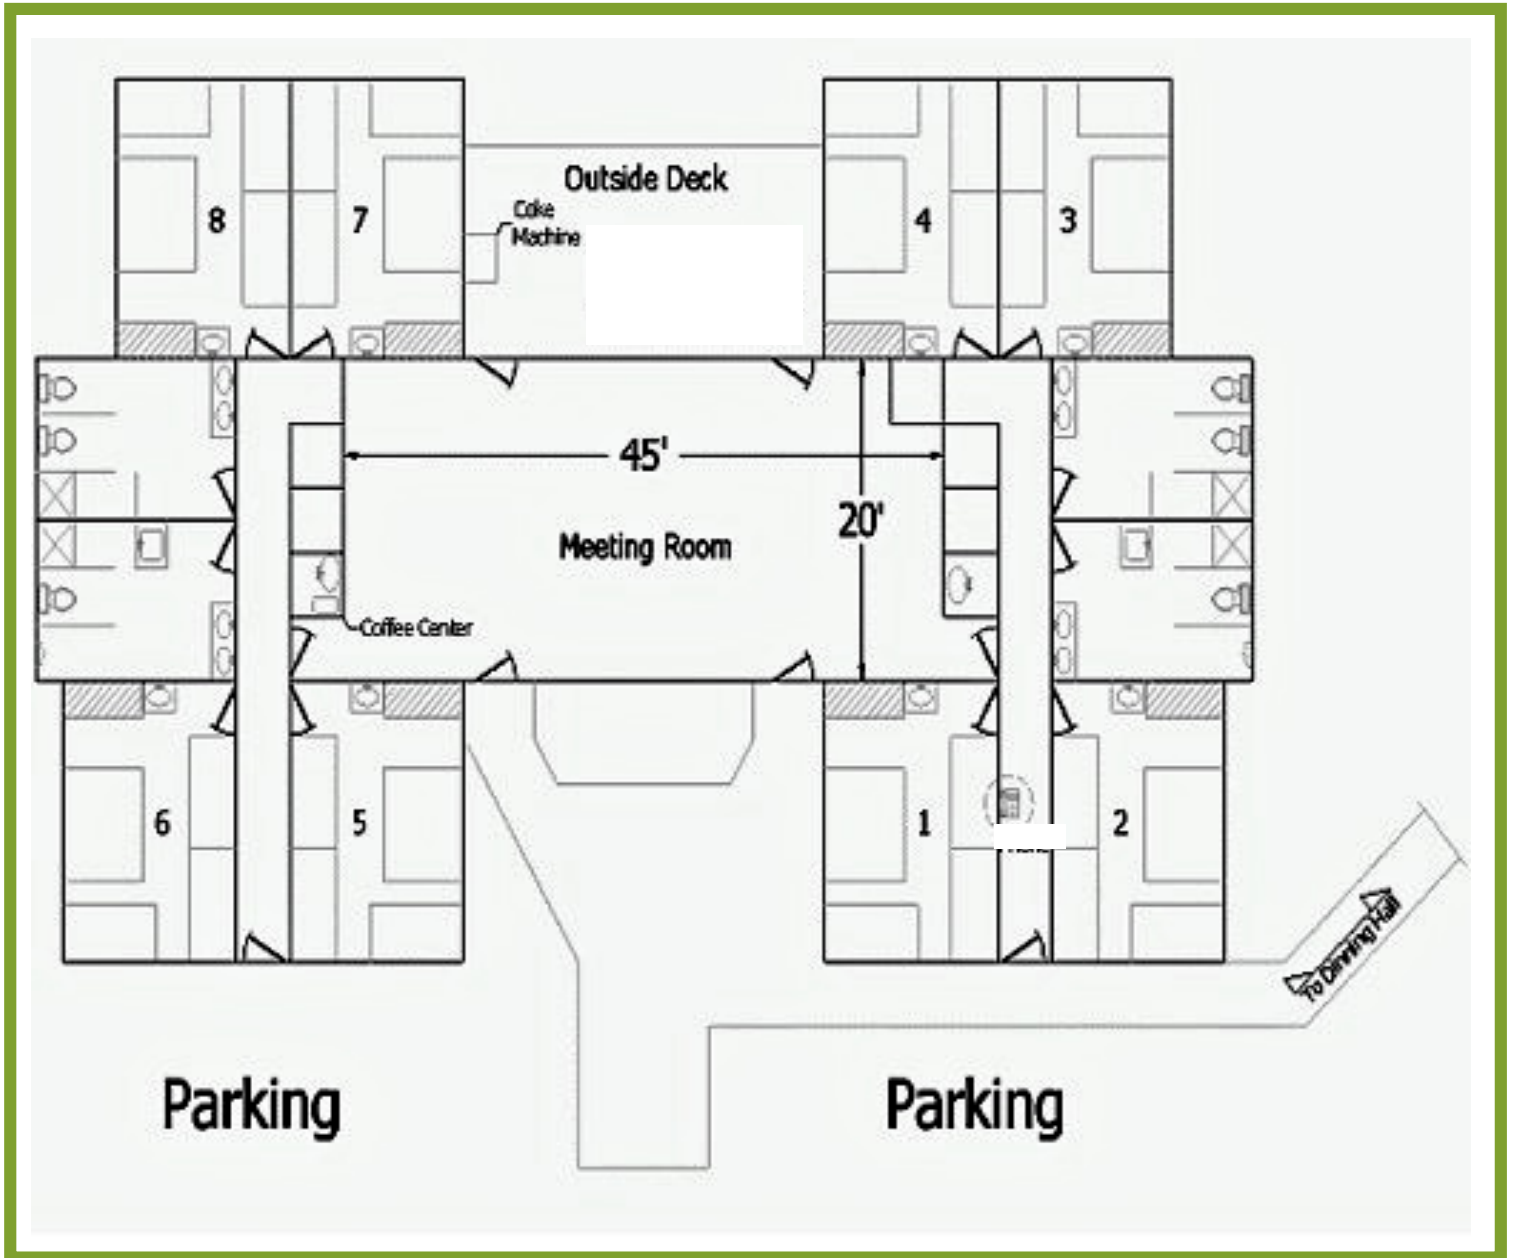 Outside Deck
Coke
Machine
8
7
4
3
45'
20'
Meeting Room
Coffee Center
6
5
1
2
To Dinning Hall
Parking
Parking